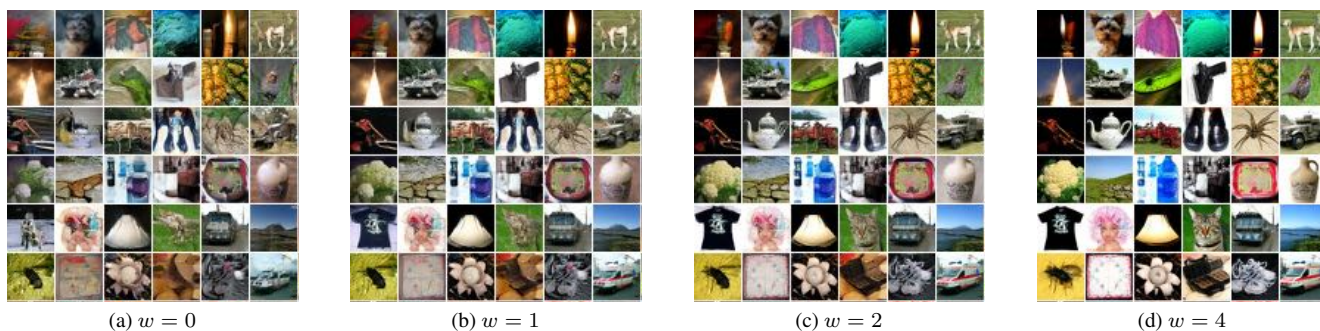 (a) w = 0
(b) w = 1
(c) w = 2
(d) w = 4